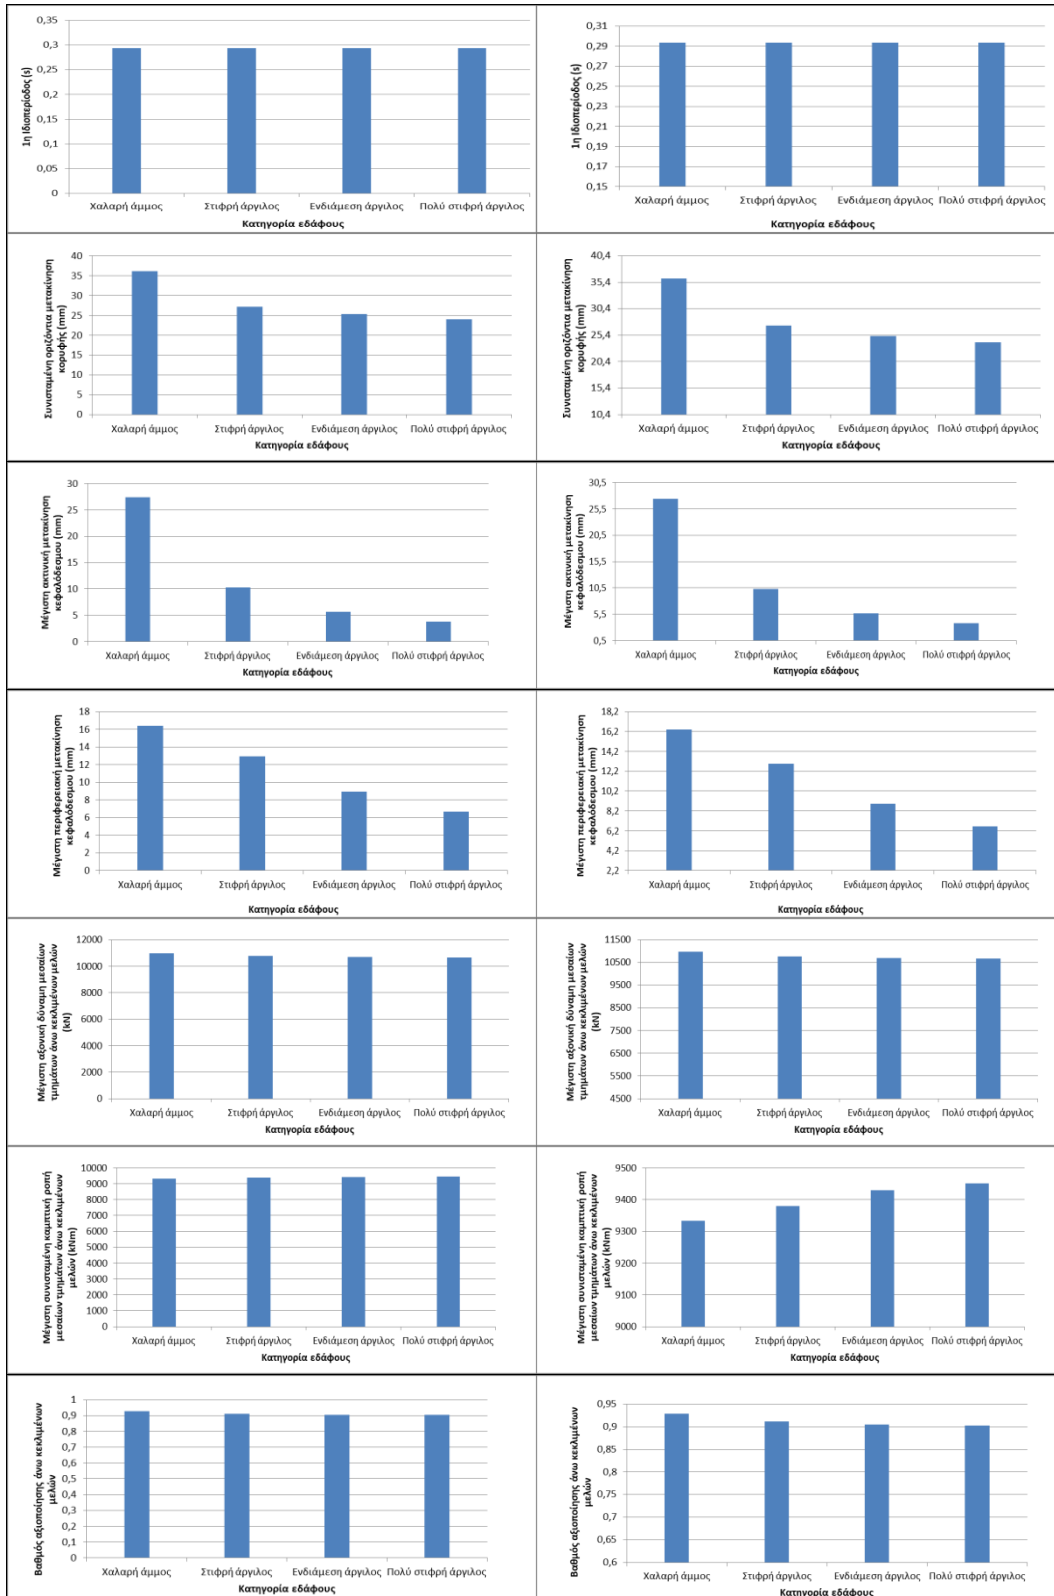 1η Ιδιοπερίοδος (s)
0,35
0,3
0,25
0,2
0,15
0,1
0,05
0
Χαλαρή άμμος Στιφρή άργιλος Ενδιάμεση άργιλος Πολύ στιφρή άργιλος
Κατηγορία εδάφους
1η Ιδιοπερίοδος (s)
0,31
0,29
0,27
0,25
0,23
0,21
0,19
0,17
0,15
Χαλαρή άμμος Στιφρή άργιλος Ενδιάμεση άργιλος Πολύ στιφρή άργιλος
Κατηγορία εδάφους
Συνισταμένη οριζόντια μετακίνηση
κορυφής (mm)
40
35
30
25
20
15
10
5
0
Χαλαρή άμμος Στιφρή άργιλος Ενδιάμεση άργιλος Πολύ στιφρή άργιλος
Κατηγορία εδάφους
Συνισταμένη οριζόντια μετακίνηση
κορυφής (mm)
40,4
35,4
30,4
25,4
20,4
15,4
10,4
Χαλαρή άμμος Στιφρή άργιλος Ενδιάμεση άργιλος Πολύ στιφρή άργιλος
Κατηγορία εδάφους
Μέγιστη ακτινική μετακίνηση
κεφαλόδεσμου (mm)
30
25
20
15
10
5
0
Χαλαρή άμμος Στιφρή άργιλος Ενδιάμεση άργιλος Πολύ στιφρή άργιλος
Κατηγορία εδάφους
Μέγιστη ακτινική μετακίνηση
κεφαλόδεσμου (mm)
30,5
25,5
20,5
15,5
10,5
5,5
0,5
Χαλαρή άμμος Στιφρή άργιλος Ενδιάμεση άργιλος Πολύ στιφρή άργιλος
Κατηγορία εδάφους
Μέγιστη περιφερειακή μετακίνηση
κεφαλόδεσμου (mm)
18
16
14
12
10
8
6
4
2
0
Χαλαρή άμμος Στιφρή άργιλος Ενδιάμεση άργιλος Πολύ στιφρή άργιλος
Κατηγορία εδάφους
Μέγιστη περιφερειακή μετακίνηση
κεφαλόδεσμου (mm)
18,2
16,2
14,2
12,2
10,2
8,2
6,2
4,2
2,2
Χαλαρή άμμος Στιφρή άργιλος Ενδιάμεση άργιλος Πολύ στιφρή άργιλος
Κατηγορία εδάφους
Μέγιστη αξονική δύναμη μεσαίων
τμημάτων άνω κεκλιμένων μελών
(kN)
12000
10000
8000
6000
4000
2000
0
Χαλαρή άμμος Στιφρή άργιλος Ενδιάμεση άργιλος Πολύ στιφρή άργιλος
Κατηγορία εδάφους
Μέγιστη αξονική δύναμη μεσαίων
τμημάτων άνω κεκλιμένων μελών
(kN)
11500
10500
9500
8500
7500
6500
5500
4500
Χαλαρή άμμος Στιφρή άργιλος Ενδιάμεση άργιλος Πολύ στιφρή άργιλος
Κατηγορία εδάφους
Μέγιστη συνισταμένη καμπτική ροπή
μεσαίων τμημάτων άνω κεκλιμένων
μελών (kNm)
10000
9000
8000
7000
6000
5000
4000
3000
2000
1000
0
Χαλαρή άμμος Στιφρή άργιλος Ενδιάμεση άργιλος Πολύ στιφρή άργιλος
Κατηγορία εδάφους
Μέγιστη συνισταμένη καμπτική ροπή
μεσαίων τμημάτων άνω κεκλιμένων
μελών (kNm)
9500
9400
9300
9200
9100
9000
Χαλαρή άμμος Στιφρή άργιλος Ενδιάμεση άργιλος Πολύ στιφρή άργιλος
Κατηγορία εδάφους
Βαθμός αξιοποίησης άνω κεκλιμένων
μελών
1
0,9
0,8
0,7
0,6
0,5
0,4
0,3
0,2
0,1
0
Χαλαρή άμμος Στιφρή άργιλος Ενδιάμεση άργιλος Πολύ στιφρή άργιλος
Κατηγορία εδάφους
Βαθμός αξιοποίησης άνω κεκλιμένων
μελών
0,95
0,9
0,85
0,8
0,75
0,7
0,65
0,6
Χαλαρή άμμος Στιφρή άργιλος Ενδιάμεση άργιλος Πολύ στιφρή άργιλος
Κατηγορία εδάφους